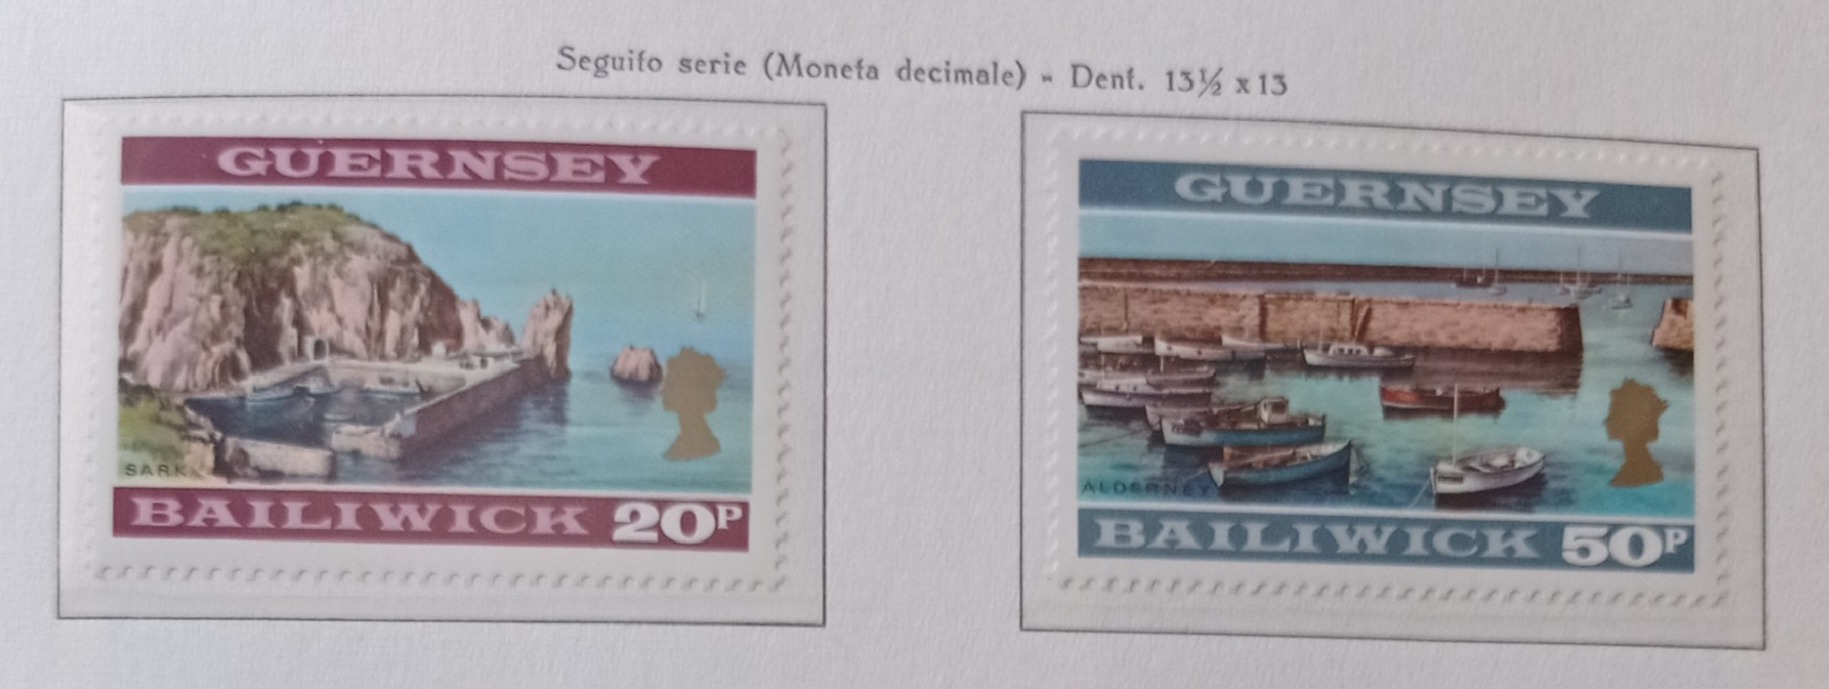 Seguito serie (Moneta decimale) - Dent. 13½ x 13
GUERNSEY
SARK
BAILIWICK 20P
GUERNSEY
ALDERNEY
BAILIWICK 50P